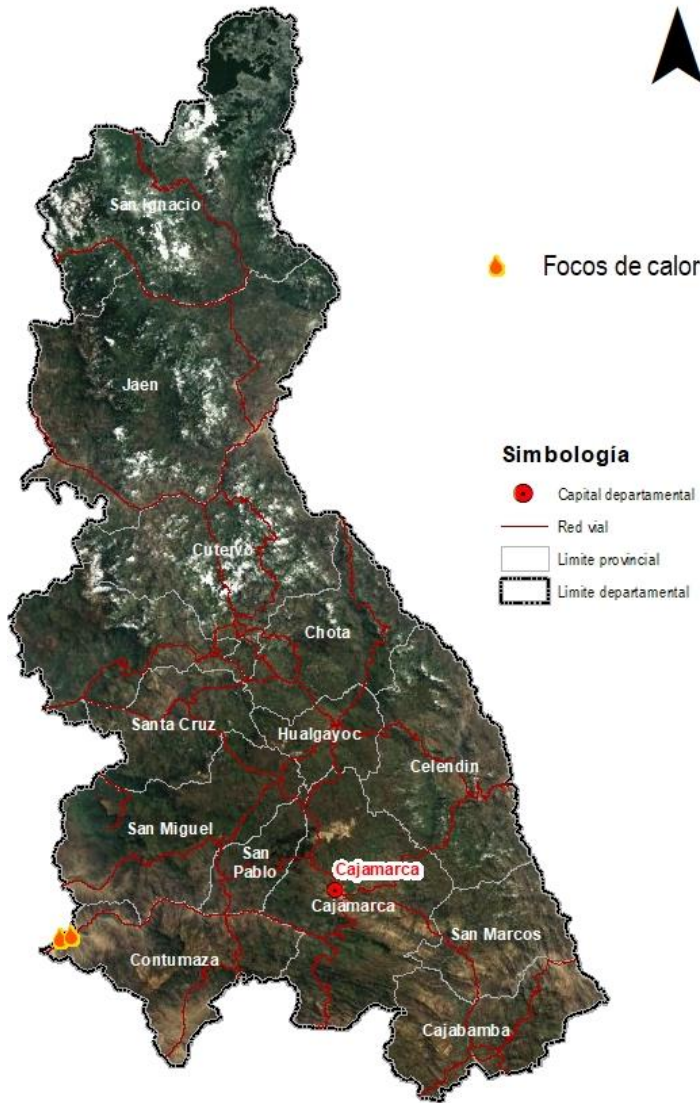 San Ignacio
Focos de calor
Jaen
Simbología
Capital departamental
Red vial
Limite provincial
Limite departamental
Cutervo
Chota
Santa Cruz
Hualgayoc
Celendin
San Miguel
San
Pablo
Cajamarca
Cajamarca
San Marcos
Contumaza
Cajabamba